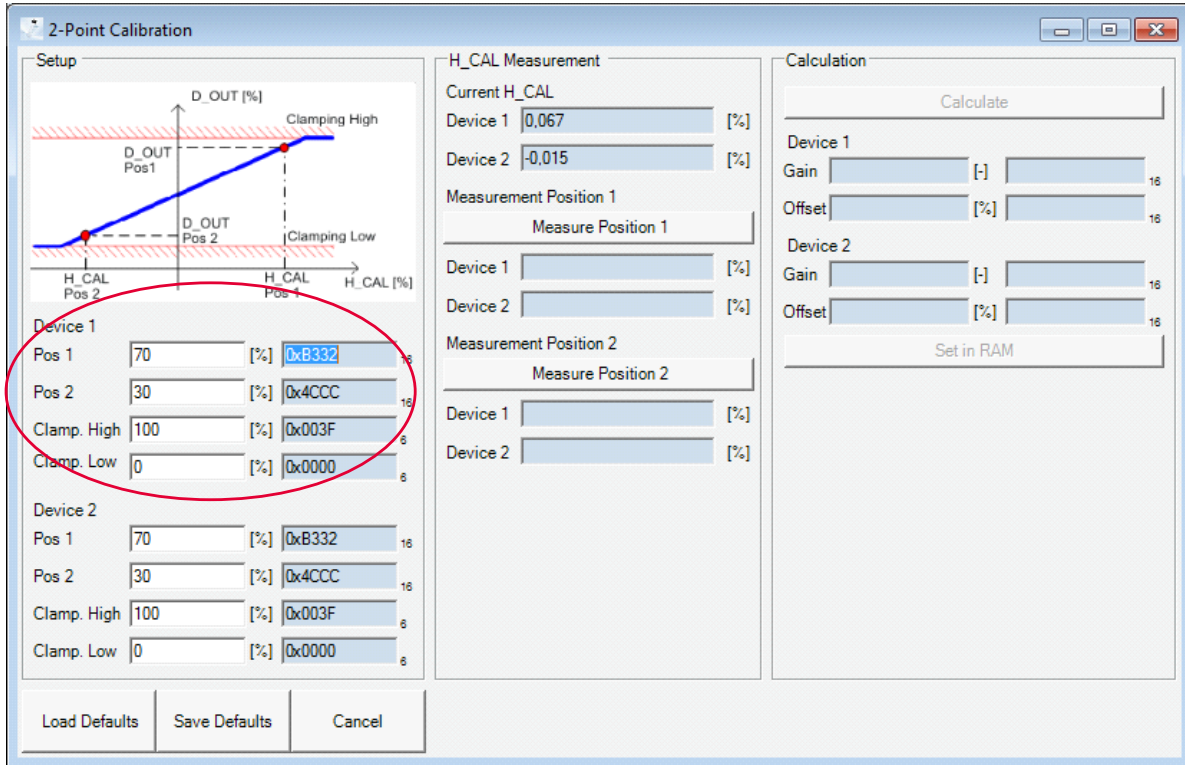 2-Point Calibration
Setup
D_OUT [%]
Clamping High
D_OUT
Pos1
D_OUT
Pos 2
Clamping Low
H_CAL
Pos 2
H_CAL
Pos 1
H_CAL [%]
Device 1
Pos 1 70 [%] 0xB332 16
Pos 2 30 [%] 0x4CCC 16
Clamp. High 100 [%] 0x003F 6
Clamp. Low 0 [%] 0x0000 6
Device 2
Pos 1 70 [%] 0xB332 16
Pos 2 30 [%] 0x4CCC 16
Clamp. High 100 [%] 0x003F 6
Clamp. Low 0 [%] 0x0000 6
Load Defaults Save Defaults Cancel
H_CAL Measurement
Current H_CAL
Device 1 0,067 [%]
Device 2 -0,015 [%]
Measurement Position 1
Measure Position 1
Device 1 [%]
Device 2 [%]
Measurement Position 2
Measure Position 2
Device 1 [%]
Device 2 [%]
Calculation
Calculate
Device 1
Gain [-] 16
Offset [%] 16
Device 2
Gain [-] 16
Offset [%] 16
Set in RAM